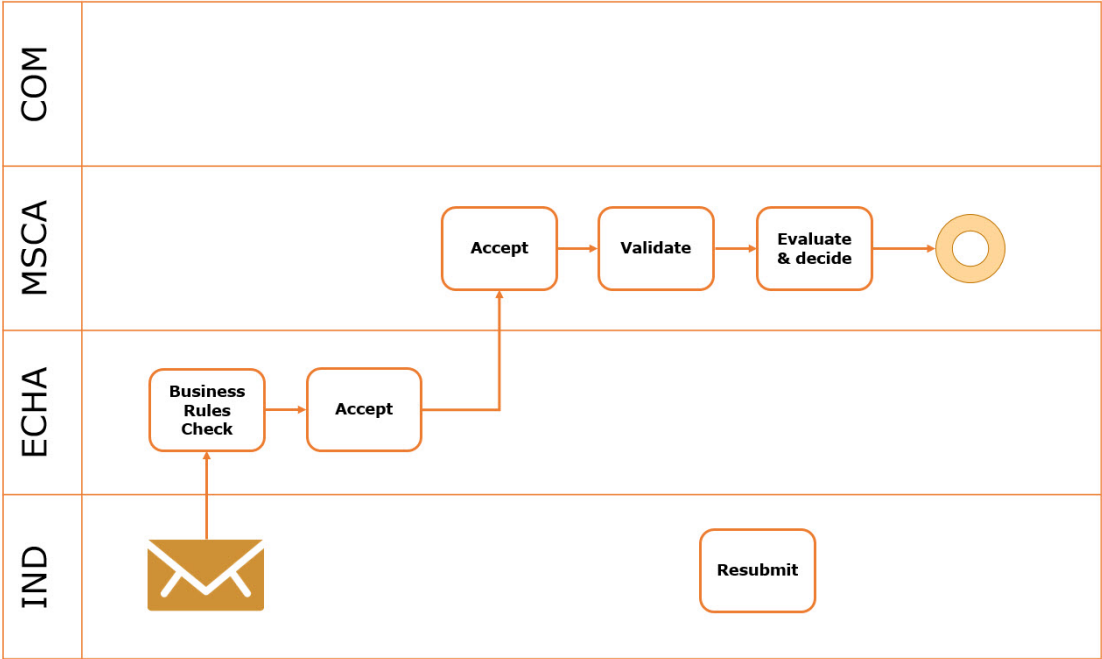 COM
MSCA
Accept
Validate
Evaluate
& decide
ECHA
Business
Rules
Check
Accept
IND
Resubmit